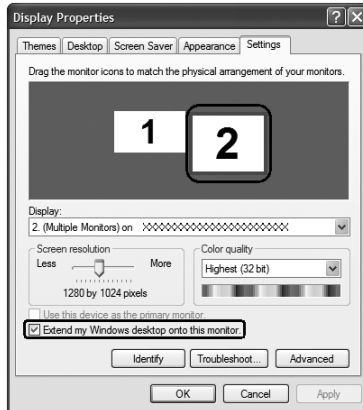 Display Properties
Themes Desktop Screen Saver Appearance Settings
Drag the monitor icons to match the physical arrangement of your monitors.
1 2
Display:
2. (Multiple Monitors) on XXXXXXXXXXXXXXXXXXXXXX
Screen resolution
Less More
1280 by 1024 pixels
Color quality
Highest (32 bit)
Use this device as the primary monitor.
Extend my Windows desktop onto this monitor.
Identify Troubleshoot... Advanced
OK Cancel Apply